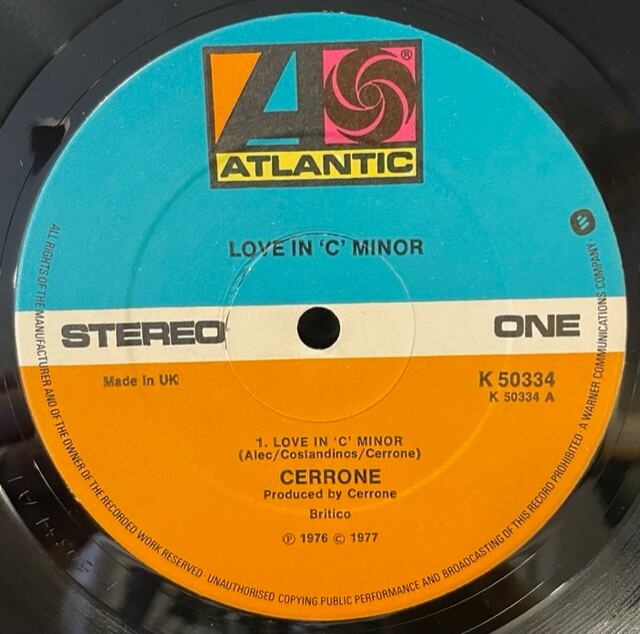 ®
ATLANTIC
LOVE IN 'C' MINOR
STEREO
ONE
Made in UK
K 50334
K 50334 A
1. LOVE IN 'C' MINOR
(Alec/Costandinos/Cerrone)
CERRONE
Produced by Cerrone
Britico
℗ 1976 © 1977
ALL RIGHTS OF THE MANUFACTURER AND OF THE OWNER OF THE RECORDED WORK RESERVED · UNAUTHORISED COPYING PUBLIC PERFORMANCE AND BROADCASTING OF THIS RECORD PROHIBITED · A WARNER COMMUNICATIONS COMPANY ·